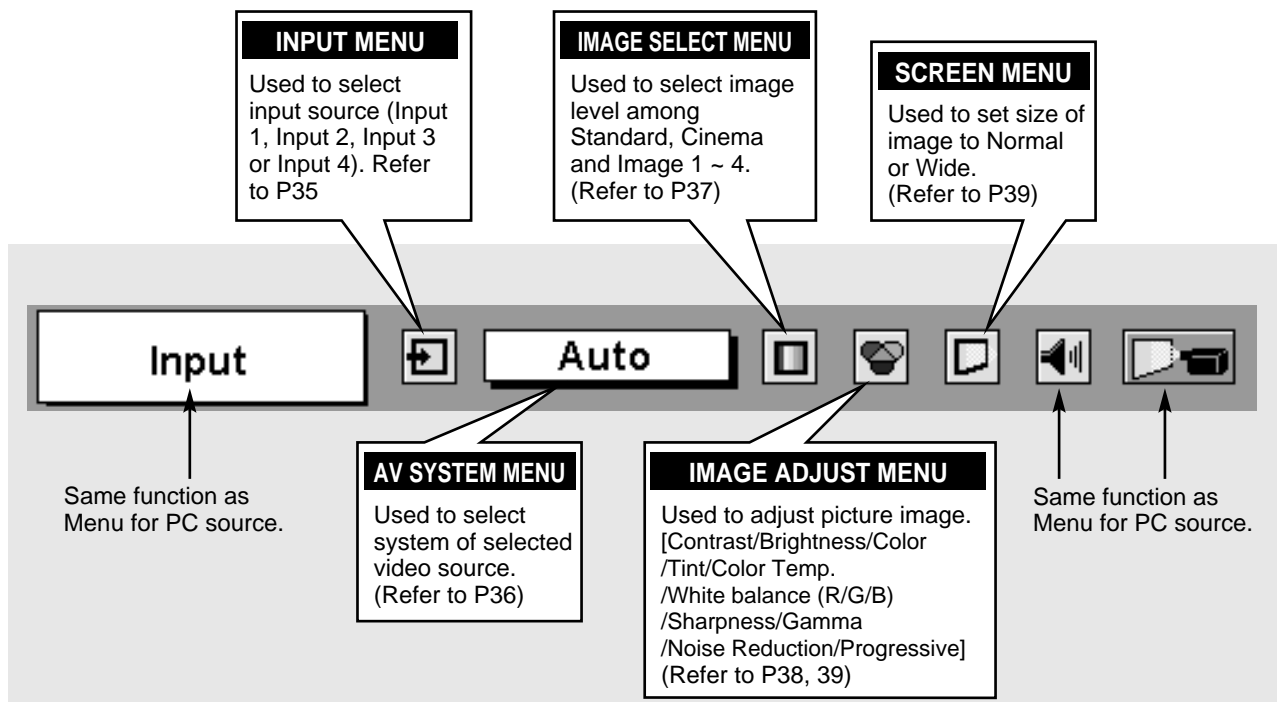 INPUT MENU
Used to select
input source (Input
1, Input 2, Input 3
or Input 4). Refer
to P35
IMAGE SELECT MENU
Used to select image
level among
Standard, Cinema
and Image 1 ~ 4.
(Refer to P37)
SCREEN MENU
Used to set size of
image to Normal
or Wide.
(Refer to P39)
Input
Auto
Same function as
Menu for PC source.
AV SYSTEM MENU
Used to select
system of selected
video source.
(Refer to P36)
IMAGE ADJUST MENU
Used to adjust picture image.
[Contrast/Brightness/Color
/Tint/Color Temp.
/White balance (R/G/B)
/Sharpness/Gamma
/Noise Reduction/Progressive]
(Refer to P38, 39)
Same function as
Menu for PC source.